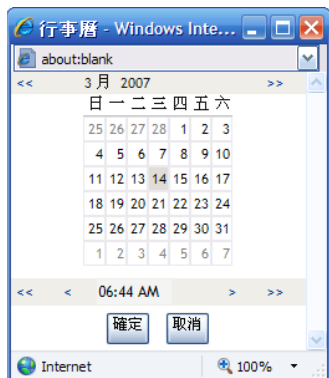 行事曆 - Windows Inte...
about:blank
<< 3 月 2007 >>
日 一 二 三 四 五 六
25 26 27 28 1 2 3
4 5 6 7 8 9 10
11 12 13 14 15 16 17
18 19 20 21 22 23 24
25 26 27 28 29 30 31
1 2 3 4 5 6 7
<< < 06:44 AM > >>
確定 取消
Internet 100%